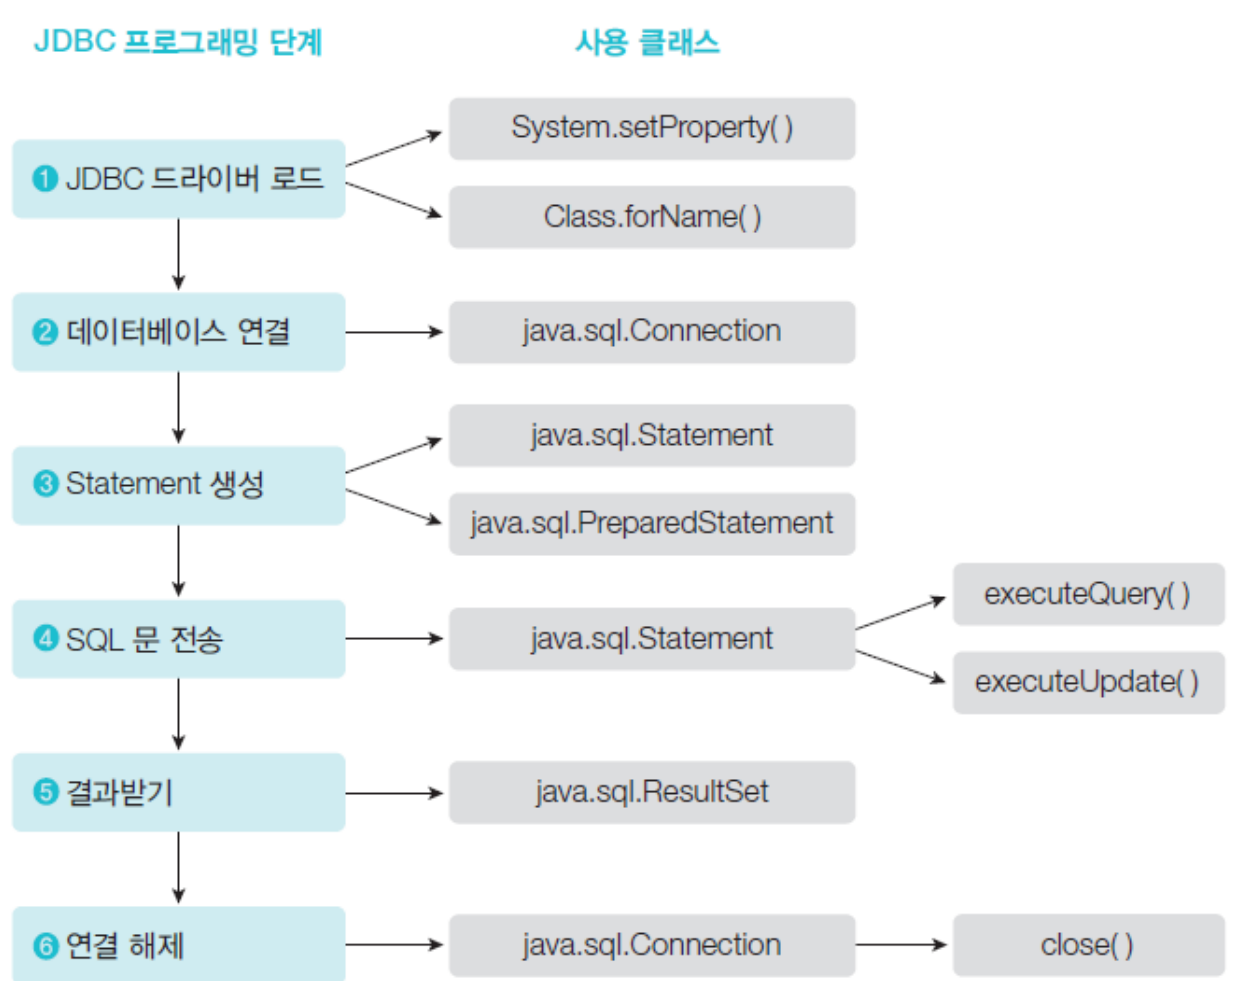 JDBC 프로그래밍 단계
사용 클래스
❶ JDBC 드라이버 로드
System.setProperty( )
Class.forName( )
❷ 데이터베이스 연결
java.sql.Connection
❸ Statement 생성
java.sql.Statement
java.sql.PreparedStatement
❹ SQL 문 전송
java.sql.Statement
executeQuery( )
executeUpdate( )
❺ 결과받기
java.sql.ResultSet
❻ 연결 해제
java.sql.Connection
close( )